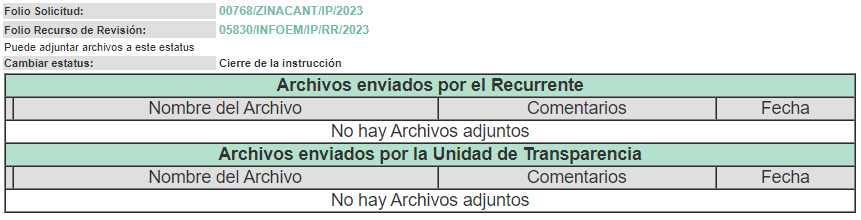 Folio Solicitud: 00768/ZINACANT/IP/2023
Folio Recurso de Revisión: 05830/INFOEM/IP/RR/2023
Puede adjuntar archivos a este estatus
Cambiar estatus: Cierre de la instrucción
Archivos enviados por el Recurrente
Nombre del Archivo Comentarios Fecha
No hay Archivos adjuntos
Archivos enviados por la Unidad de Transparencia
Nombre del Archivo Comentarios Fecha
No hay Archivos adjuntos